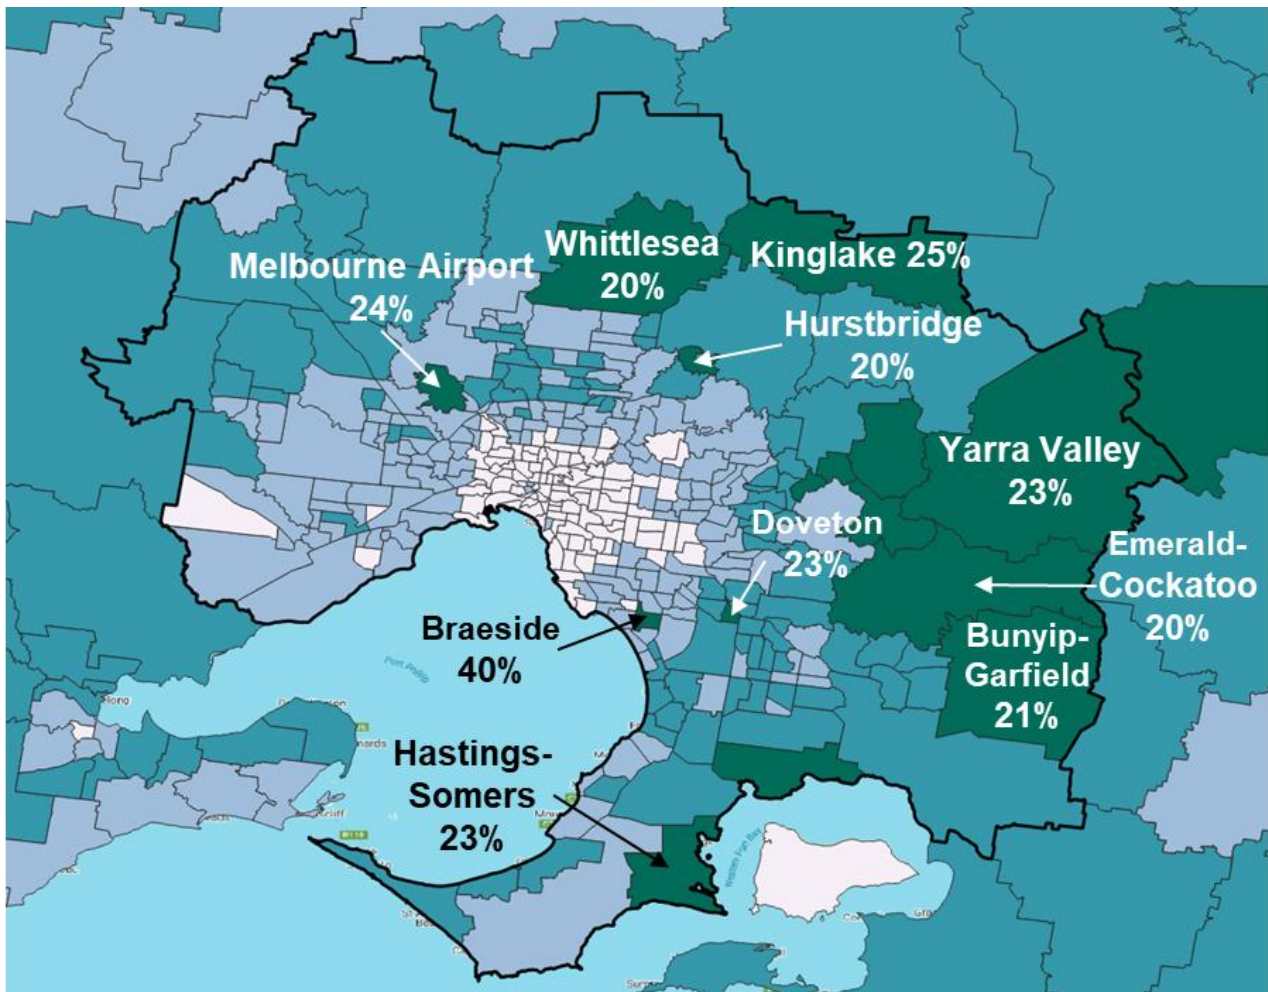 Whittlesea
20%
Kinglake 25%
Melbourne Airport
24%
Hurstbridge
20%
Yarra Valley
23%
Doveton
23%
Emerald-
Cockatoo
20%
Braeside
40%
Bunyip-
Garfield
21%
Port Phillip
Hastings-
Somers
23%